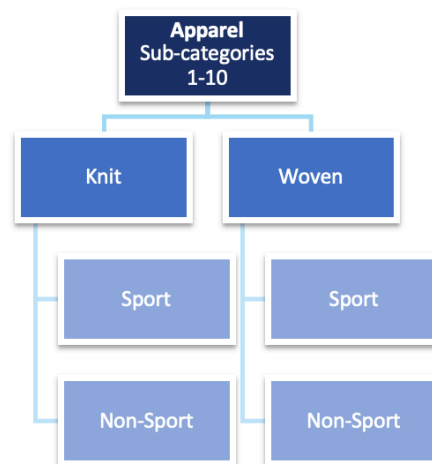 Apparel
Sub-categories
1-10
Knit
Woven
Sport
Sport
Non-Sport
Non-Sport